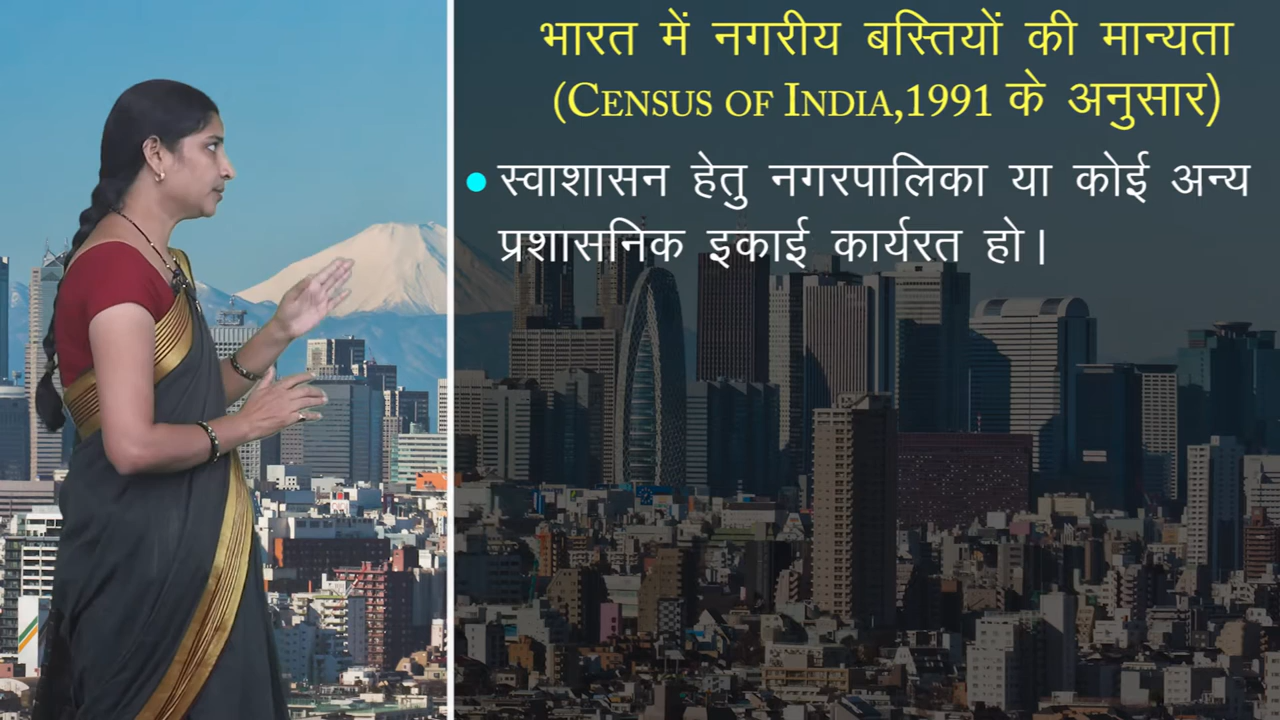 भारत में नगरीय बस्तियों की मान्यता
(CENSUS OF INDIA,1991 के अनुसार)
• स्वाशासन हेतु नगरपालिका या कोई अन्य
प्रशासनिक इकाई कार्यरत हो।